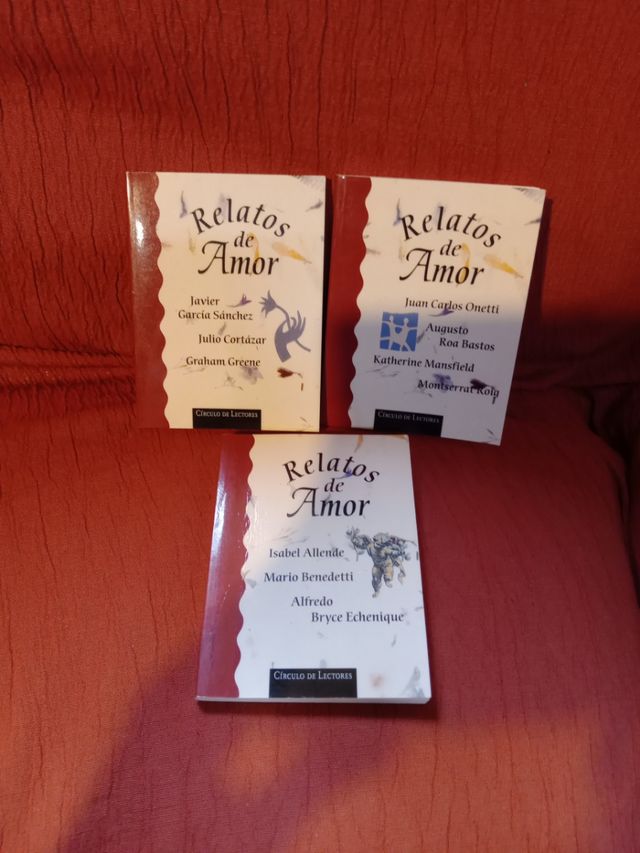 Relatos
de
Amor
Javier
García Sánchez
Julio Cortázar
Graham Greene
CÍRCULO DE LECTORES
Relatos
de
Amor
Juan Carlos Onetti
Augusto
Roa Bastos
Katherine Mansfield
Montserrat Roig
CÍRCULO DE LECTORES
Relatos
de
Amor
Isabel Allende
Mario Benedetti
Alfredo
Bryce Echenique
CÍRCULO DE LECTORES